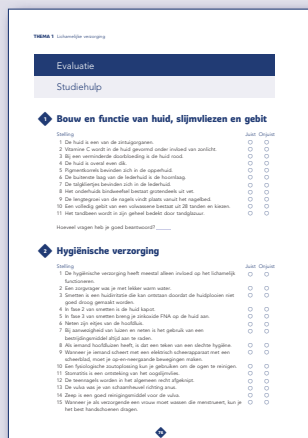 THEMA 1 Lichamelijke verzorging
Evaluatie
Studiehulp
1 Bouw en functie van huid, slijmvliezen en gebit
Stelling Juist Onjuist
1 De huid is een van de zintuigorganen.
2 Vitamine C wordt in de huid gevormd onder invloed van zonlicht.
3 Bij een verminderde doorbloeding is de huid rood.
4 De huid is overal even dik.
5 Pigmentkorrels bevinden zich in de opperhuid.
6 De buitenste laag van de lederhuid is de hoornlaag.
7 De talgkliertjes bevinden zich in de lederhuid.
8 Het onderhuids bindweefsel bestaat grotendeels uit vet.
9 De lengtegroei van de nagels vindt plaats vanuit het nagelbed.
10 Een volledig gebit van een volwassene bestaat uit 28 tanden en kiezen.
11 Het tandbeen wordt in zijn geheel bedekt door tandglazuur.
Hoeveel vragen heb je goed beantwoord? ______
2 Hygiënische verzorging
Stelling Juist Onjuist
1 De hygiënische verzorging heeft meestal alleen invloed op het lichamelijk
functioneren.
2 Een zorgvrager was je met lekker warm water.
3 Smetten is een huidirritatie die kan ontstaan doordat de huidplooien niet
goed droog gemaakt worden.
4 In fase 2 van smetten is de huid kapot.
5 In fase 3 van smetten breng je zinkoxide FNA op de huid aan.
6 Neten zijn eitjes van de hoofdluis.
7 Bij aanwezigheid van luizen en neten is het gebruik van een
bestrijdingsmiddel altijd aan te raden.
8 Als iemand hoofdluizen heeft, is dat een teken van een slechte hygiëne.
9 Wanneer je iemand scheert met een elektrisch scheerapparaat met een
scheerblad, moet je op-en-neergaande bewegingen maken.
10 Een fysiologische zoutoplossing kun je gebruiken om de ogen te reinigen.
11 Stomatitis is een ontsteking van het oogslijmvlies.
12 De teennagels worden in het algemeen recht afgeknipt.
13 De vulva was je van schaamheuvel richting anus.
14 Zeep is een goed reinigingsmiddel voor de vulva.
15 Wanneer je als verzorgende een vrouw moet wassen die menstrueert, kun je
het best handschoenen dragen.